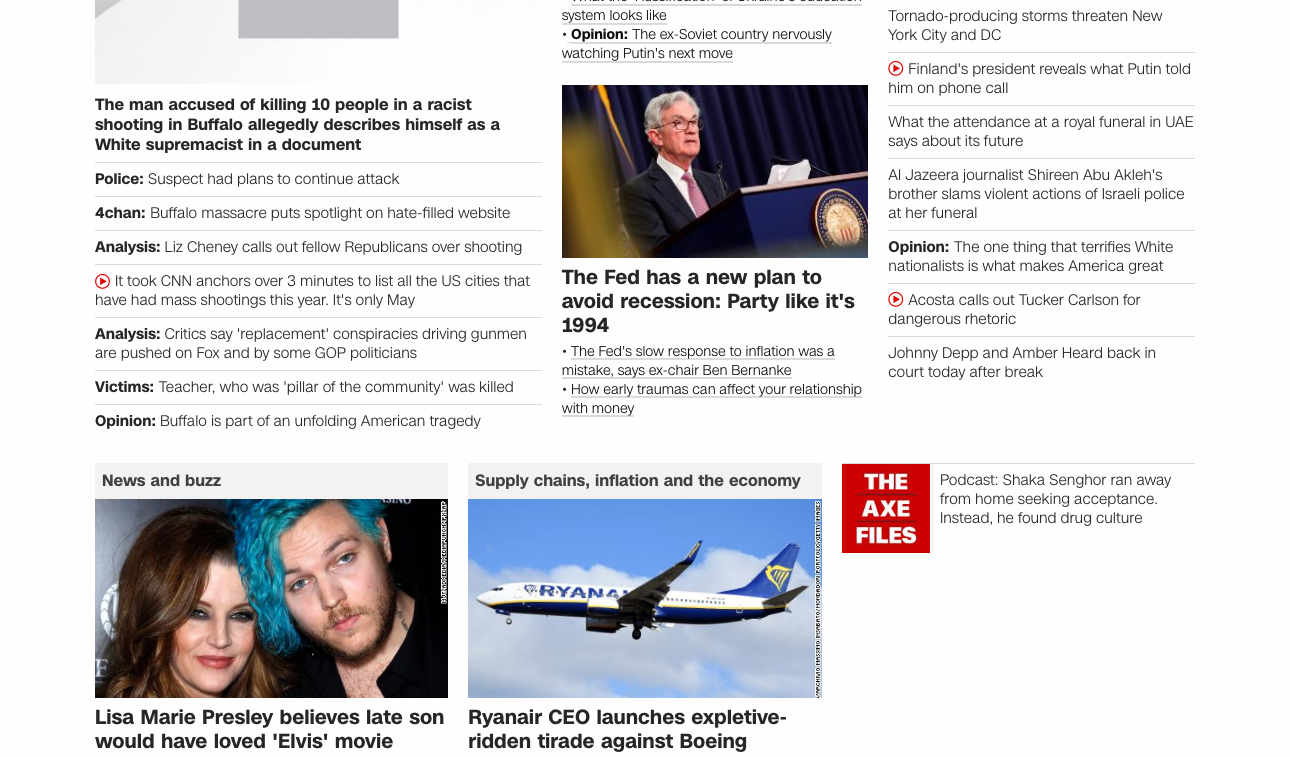 The man accused of killing 10 people in a racist
shooting in Buffalo allegedly describes himself as a
White supremacist in a document
Police: Suspect had plans to continue attack
4chan: Buffalo massacre puts spotlight on hate-filled website
Analysis: Liz Cheney calls out fellow Republicans over shooting
It took CNN anchors over 3 minutes to list all the US cities that
have had mass shootings this year. It's only May
Analysis: Critics say 'replacement' conspiracies driving gunmen
are pushed on Fox and by some GOP politicians
Victims: Teacher, who was 'pillar of the community' was killed
Opinion: Buffalo is part of an unfolding American tragedy
system looks like
• Opinion: The ex-Soviet country nervously
watching Putin's next move
The Fed has a new plan to
avoid recession: Party like it's
1994
• The Fed's slow response to inflation was a
mistake, says ex-chair Ben Bernanke
• How early traumas can affect your relationship
with money
Tornado-producing storms threaten New
York City and DC
Finland's president reveals what Putin told
him on phone call
What the attendance at a royal funeral in UAE
says about its future
Al Jazeera journalist Shireen Abu Akleh's
brother slams violent actions of Israeli police
at her funeral
Opinion: The one thing that terrifies White
nationalists is what makes America great
Acosta calls out Tucker Carlson for
dangerous rhetoric
Johnny Depp and Amber Heard back in
court today after break
News and buzz
Lisa Marie Presley believes late son
would have loved 'Elvis' movie
Supply chains, inflation and the economy
RYANAI
Ryanair CEO launches expletive-
ridden tirade against Boeing
THE
AXE
FILES
Podcast: Shaka Senghor ran away
from home seeking acceptance.
Instead, he found drug culture